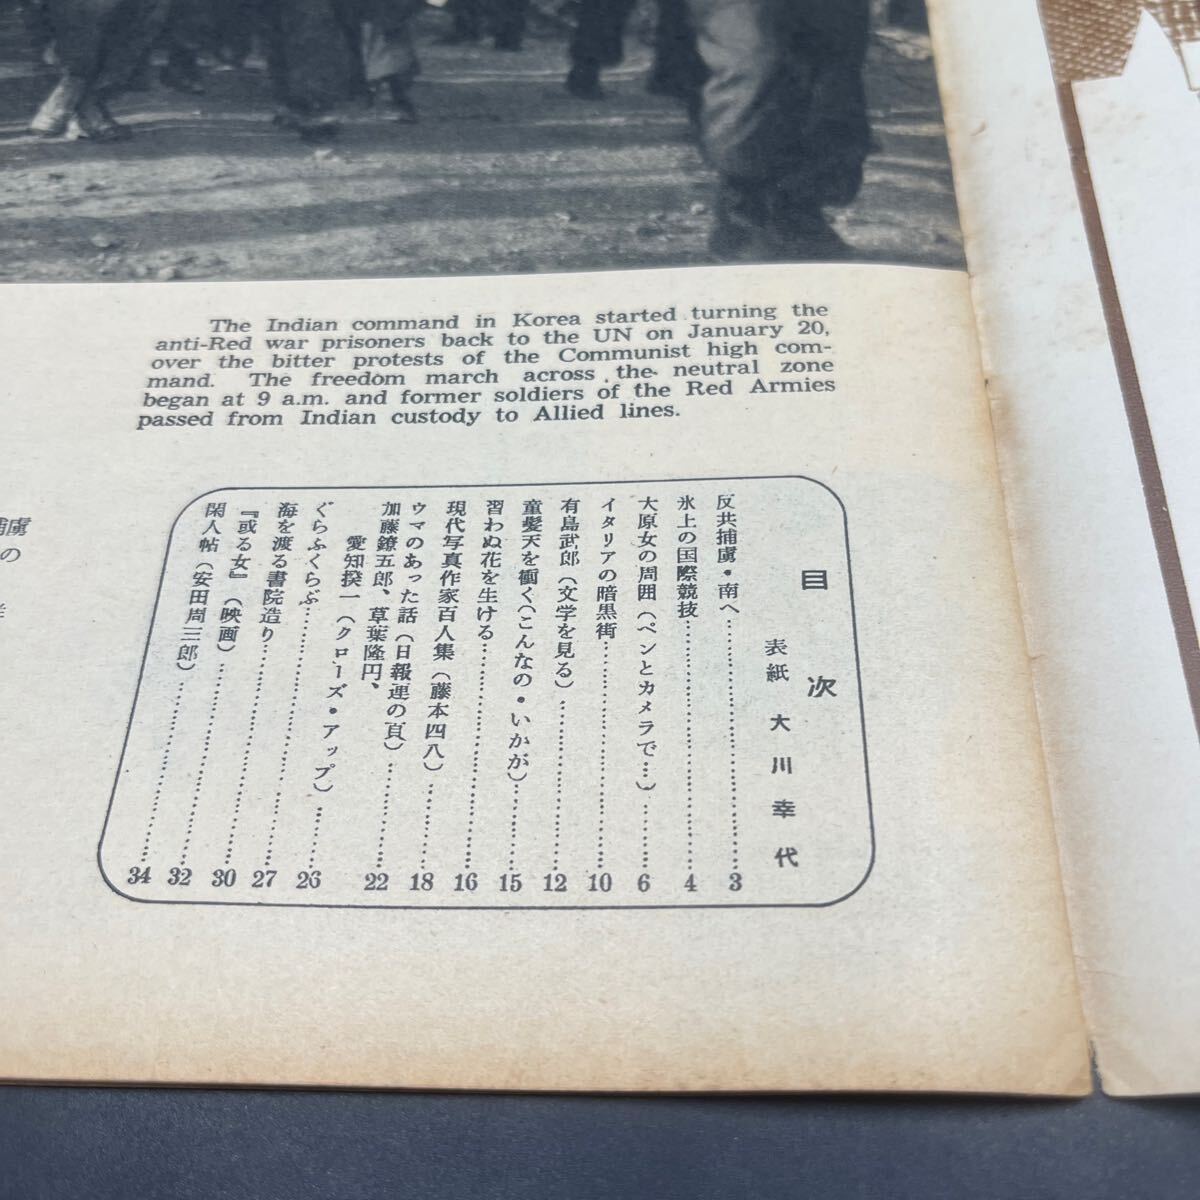 The Indian command in Korea started turning the
anti-Red war prisoners back to the UN on January 20,
over the bitter protests of the Communist high com-
mand. The freedom march across the neutral zone
began at 9 a.m. and former soldiers of the Red Armies
passed from Indian custody to Allied lines.
目次
表紙 大川幸代
反共捕虜・南へ……3
氷上の国際競技……4
大原女の周囲(ペンとカメラで…)……6
イタリアの暗黒街……10
有島武郎(文学を見る)……12
童髪天を衝く(こんなの・いかが)……15
習わぬ花を生ける……16
現代写真作家百人集(藤本四八)……18
ウマのあった話(日報連の頁)……22
加藤鐐五郎、草葉隆円、
愛知揆一(クローズ・アップ)……26
ぐらふくらぶ……27
海を渡る書院造り……30
『或る女』(映画)……32
閑人帖(安田周三郎)……34
虜
の